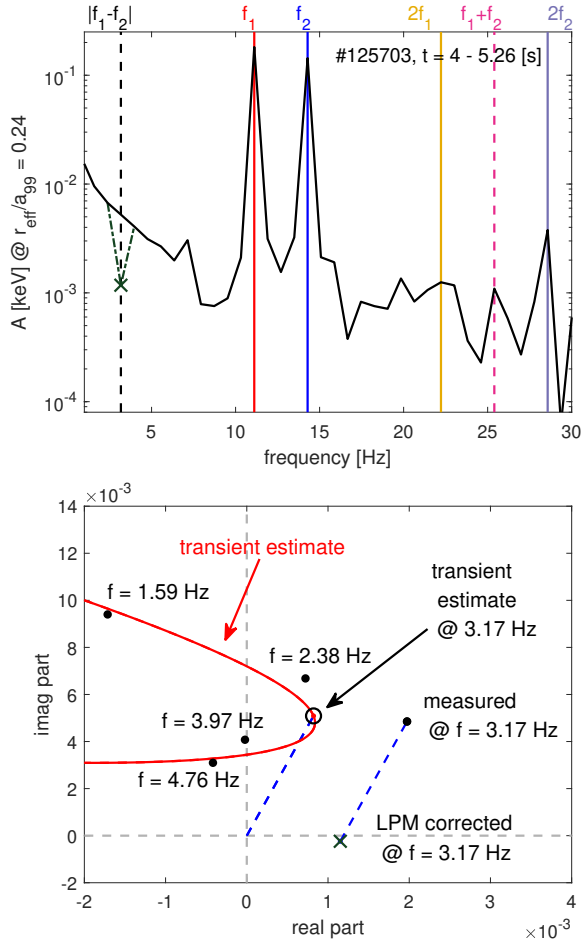 |f₁-f₂| f₁ f₂ 2f₁ f₁+f₂ 2f₂
#125703, t = 4 - 5.26 [s]
A [keV] @ r_eff/a₉₉ = 0.24
10⁻¹
10⁻²
10⁻³
10⁻⁴
5 10 15 20 25 30
frequency [Hz]
×10⁻³
14
12
10
8
6
4
2
0
-2
imag part
transient estimate
transient
estimate
@ 3.17 Hz
f = 1.59 Hz
f = 2.38 Hz
measured
@ f = 3.17 Hz
f = 3.97 Hz
f = 4.76 Hz
LPM corrected
@ f = 3.17 Hz
-2 -1 0 1 2 3 4
real part
×10⁻³